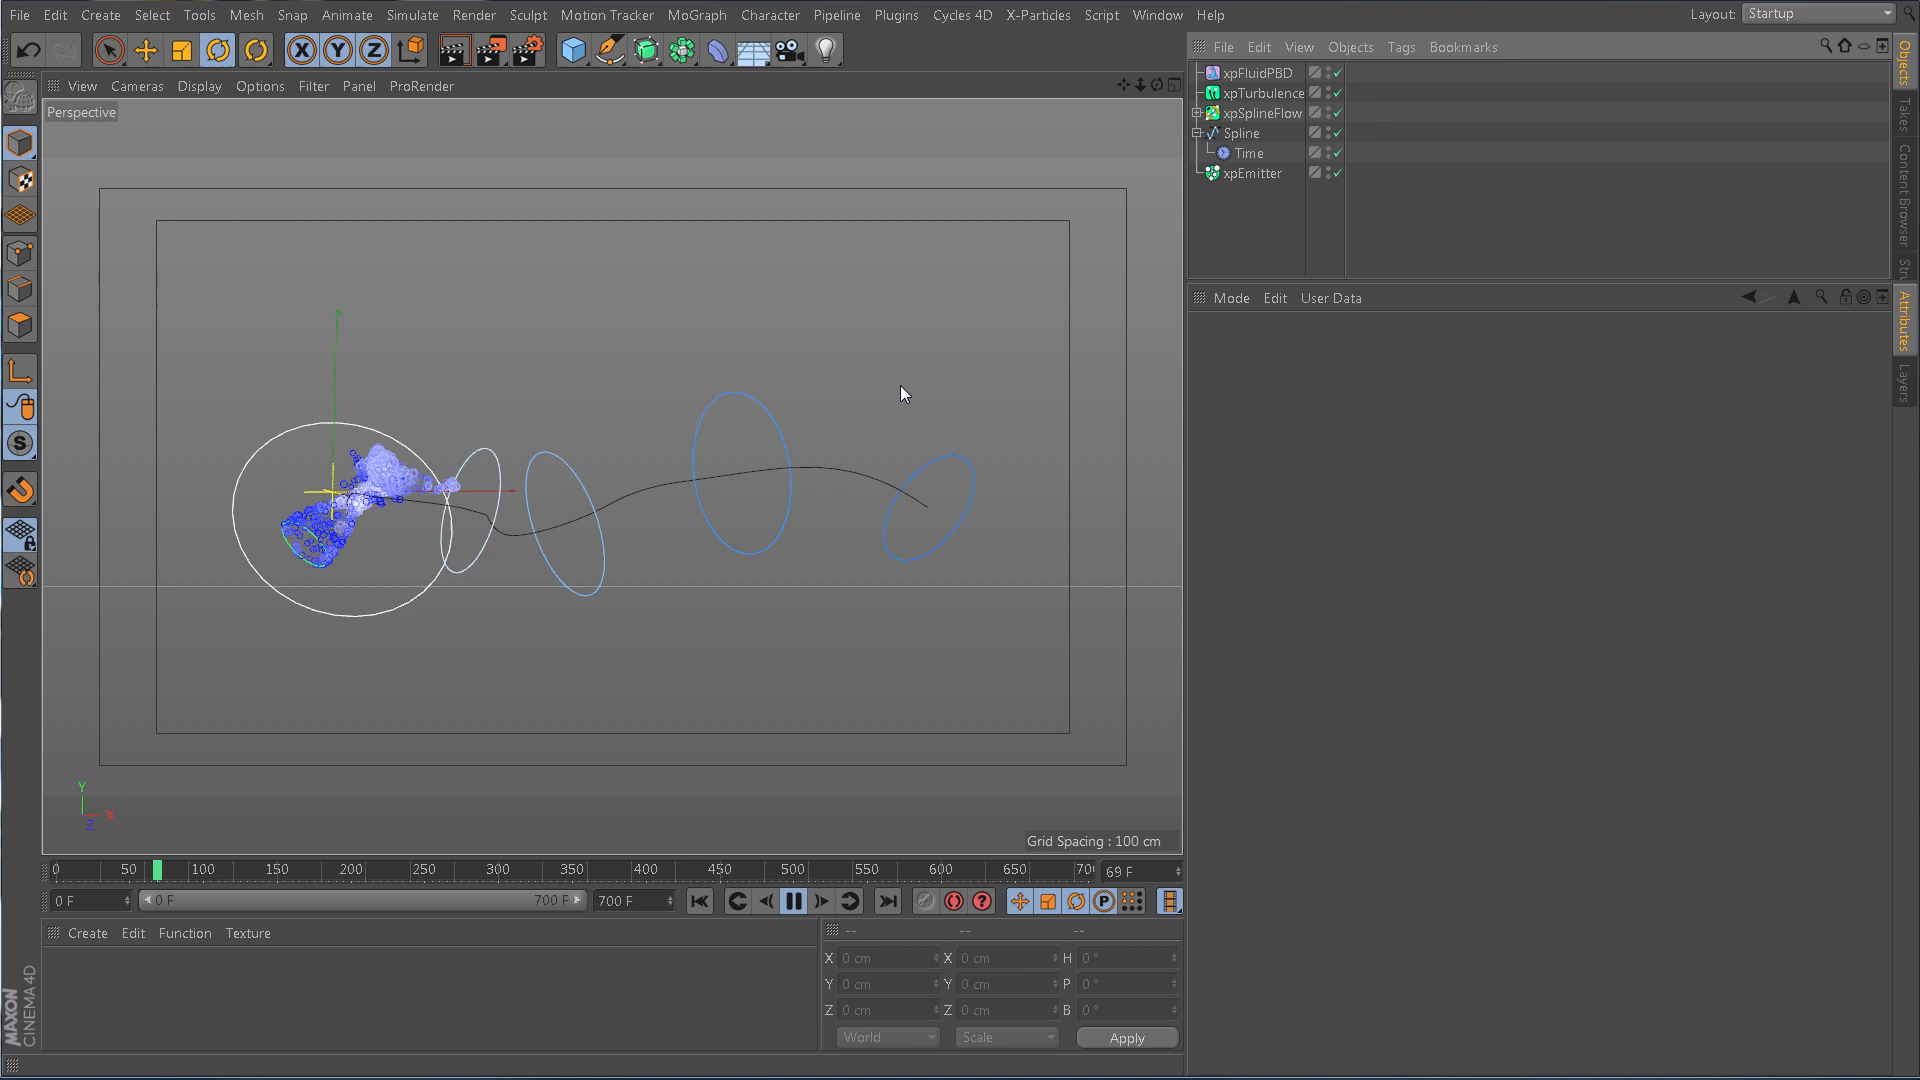 File Edit Create Select Tools Mesh Snap Animate Simulate Render Sculpt Motion Tracker MoGraph Character Pipeline Plugins Cycles 4D X-Particles Script Window Help Layout: Startup
X Y Z
File Edit View Objects Tags Bookmarks
View Cameras Display Options Filter Panel ProRender
Perspective
xpFluidPBD
xpTurbulence
xpSplineFlow
Spline
Time
xpEmitter
Objects
Takes
Content Browser
Attributes
Layers
Mode Edit User Data
Y
X
Z
Grid Spacing : 100 cm
0 50 100 150 200 250 300 350 400 450 500 550 600 650 69 F
0 F 0 F 700 F 700 F
Create Edit Function Texture
-- -- --
X 0 cm X 0 cm H 0 °
Y 0 cm Y 0 cm P 0 °
Z 0 cm Z 0 cm B 0 °
World Scale Apply
MAXON
CINEMA 4D